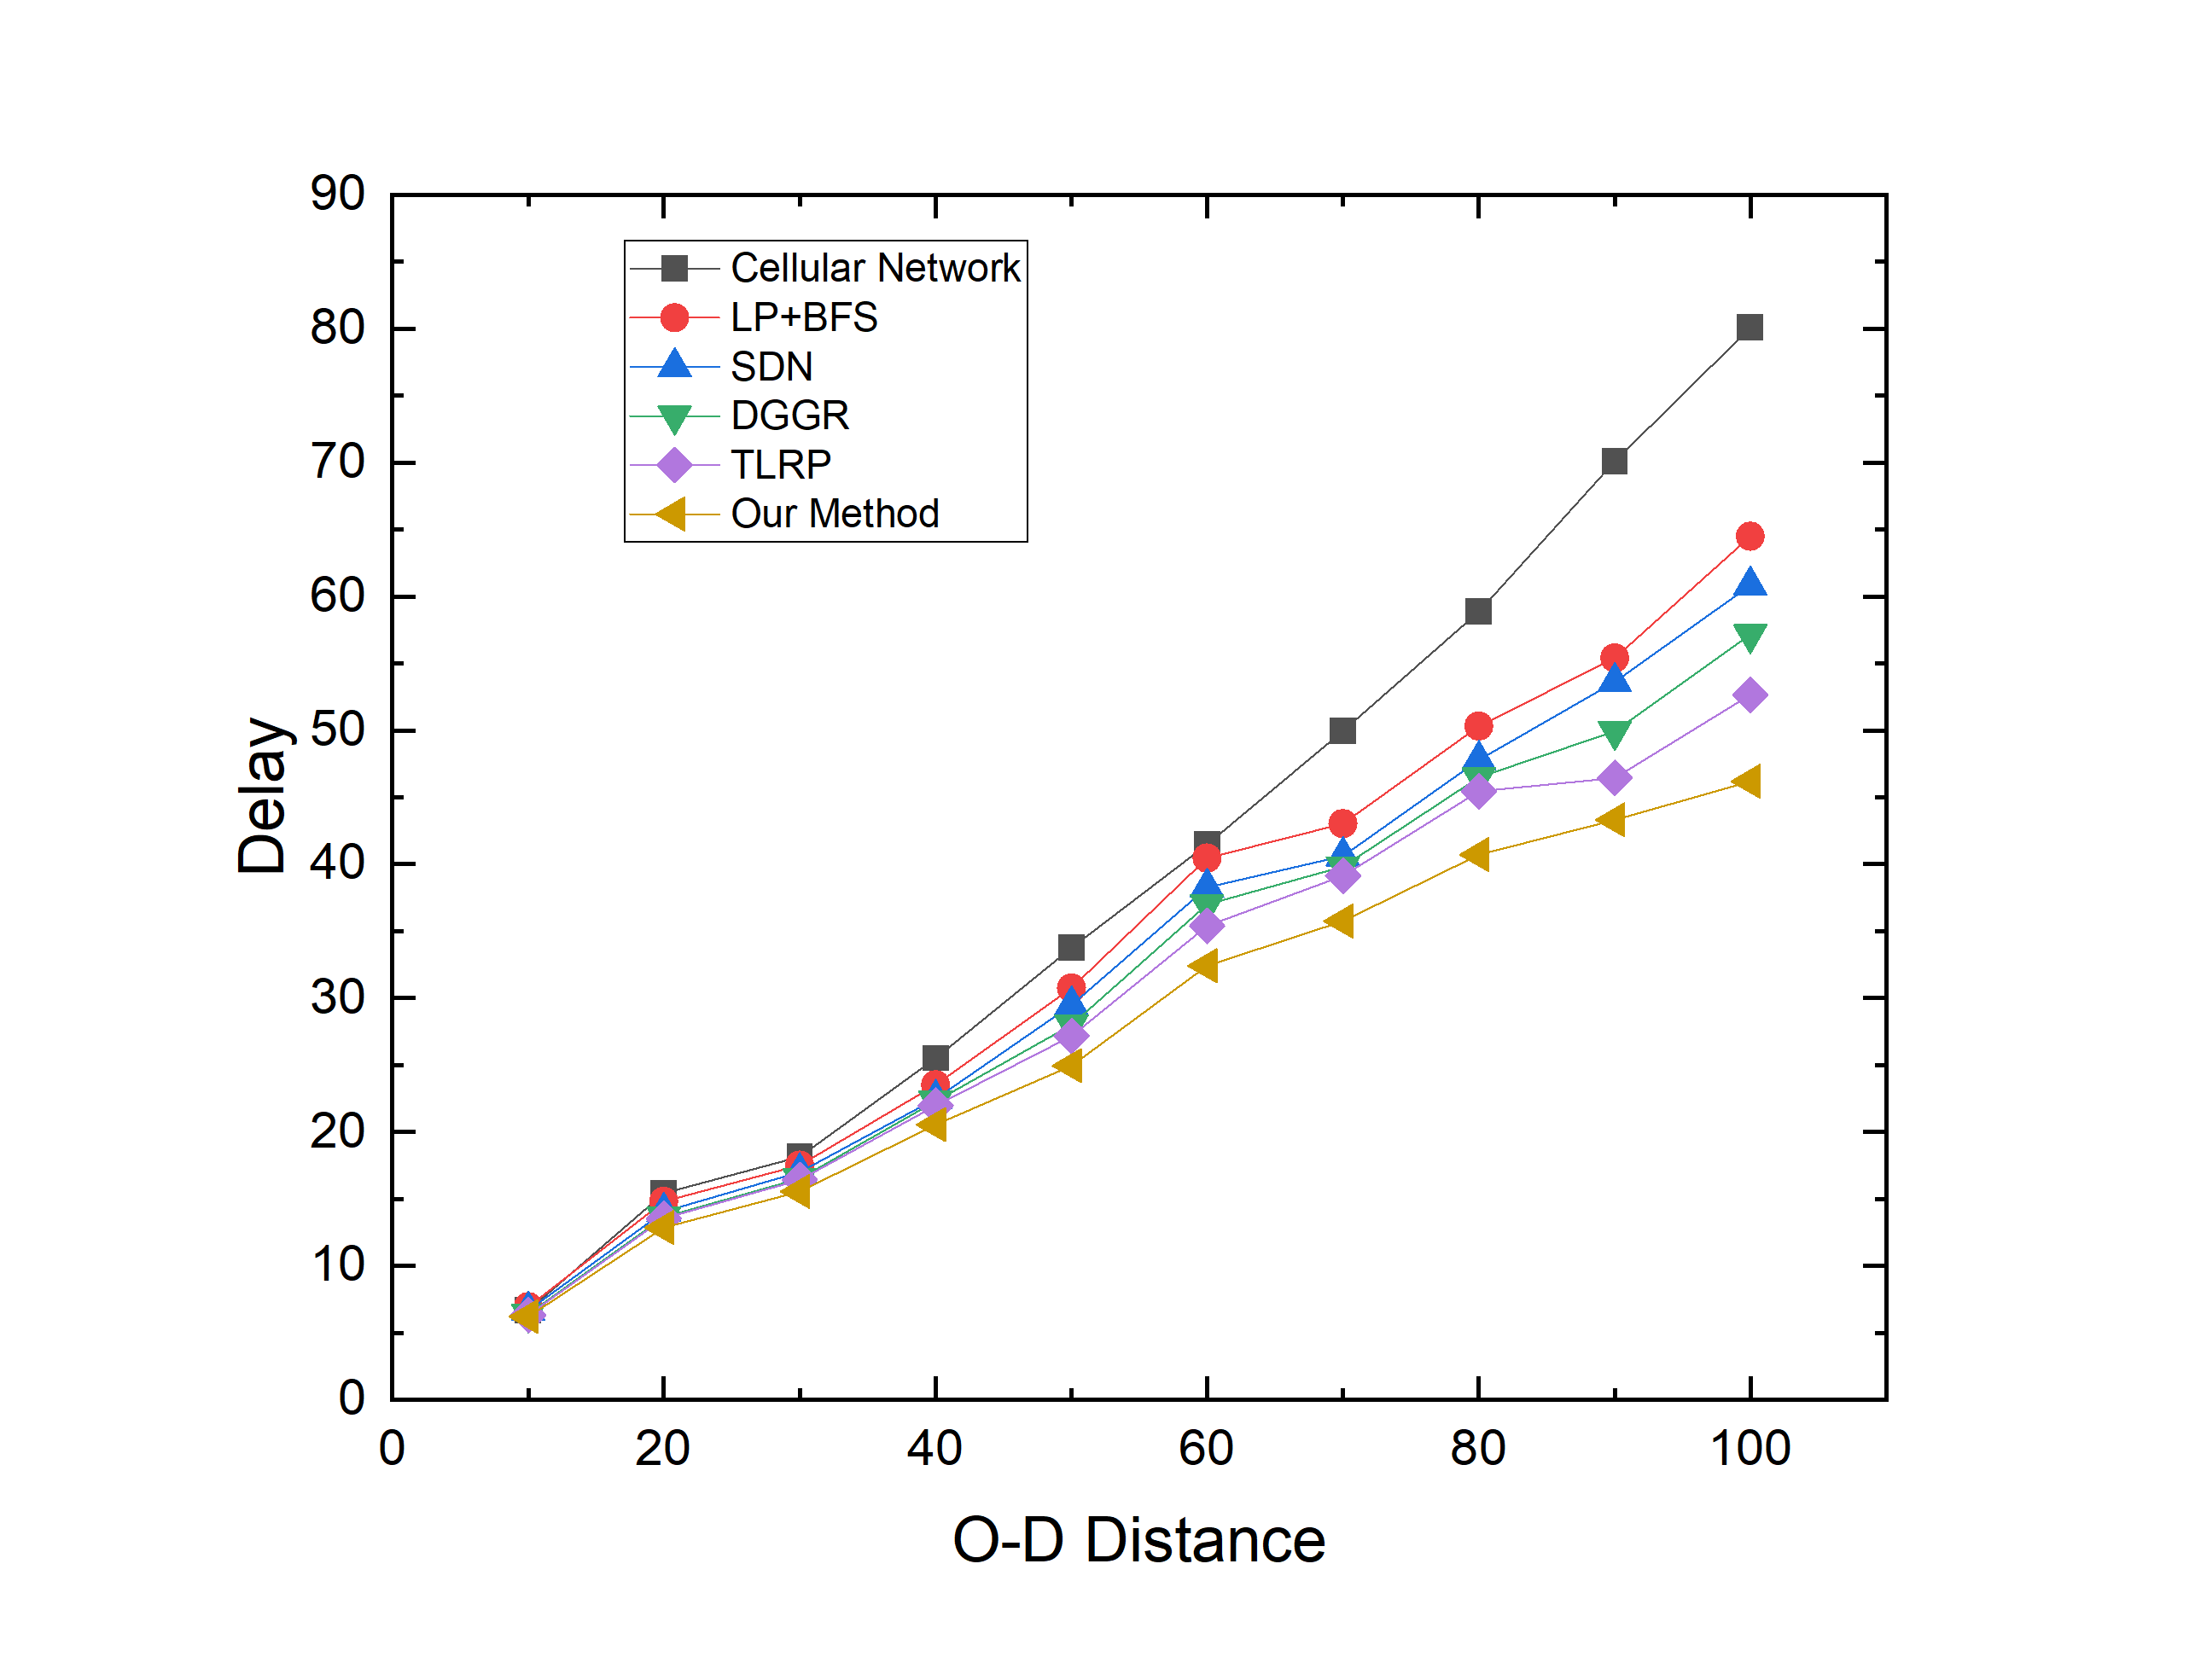 90
80
70
60
50
40
30
20
10
0
Cellular Network
LP+BFS
SDN
DGGR
TLRP
Our Method
Delay
0 20 40 60 80 100
O-D Distance